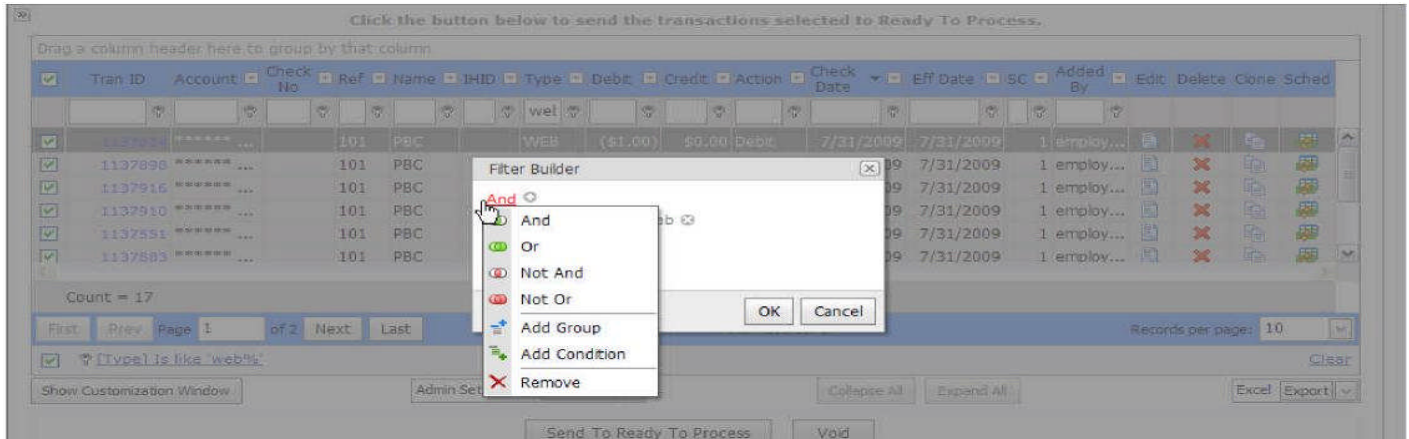 Click the button below to send the transactions selected to Ready To Process.
Drag a column header here to group by that column
Tran ID Account Check No Ref Name IHID Type Debit Credit Action Check Date Eff Date SC Added By Edit Delete Clone Sched
wel
****** ... 101 PBC WEB ($1.00) $0.00 Debit 7/31/2009 7/31/2009 1 employ...
1137898 ****** ... 101 PBC 09 7/31/2009 1 employ...
1137916 ****** ... 101 PBC 09 7/31/2009 1 employ...
1137910 ****** ... 101 PBC 09 7/31/2009 1 employ...
1137551 ****** ... 101 PBC 09 7/31/2009 1 employ...
1137583 ****** ... 101 PBC 09 7/31/2009 1 employ...
Filter Builder
And
And
Or
Not And
Not Or
Add Group
Add Condition
Remove
OK Cancel
Count = 17
First Prev Page 1 of 2 Next Last Records per page: 10
[Type] Is like 'web%' Clear
Show Customization Window Admin Set Collapse All Expand All Excel Export
Send To Ready To Process Void